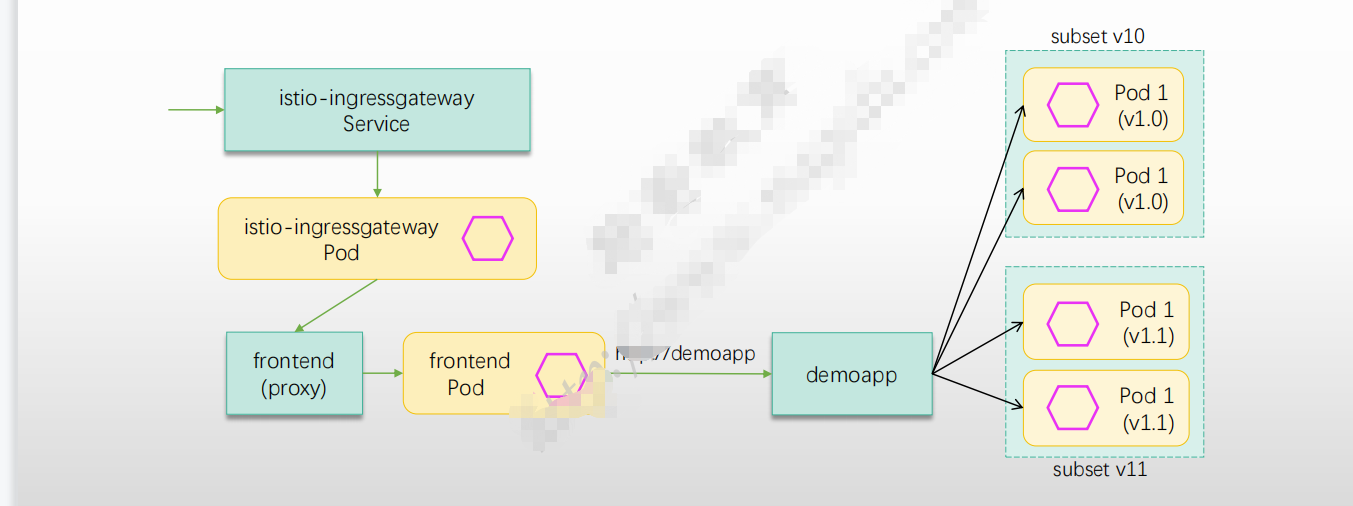 istio-ingressgateway
Service
istio-ingressgateway
Pod
frontend
(proxy)
frontend
Pod
/demoapp
demoapp
subset v10
Pod 1
(v1.0)
Pod 1
(v1.0)
Pod 1
(v1.1)
Pod 1
(v1.1)
subset v11